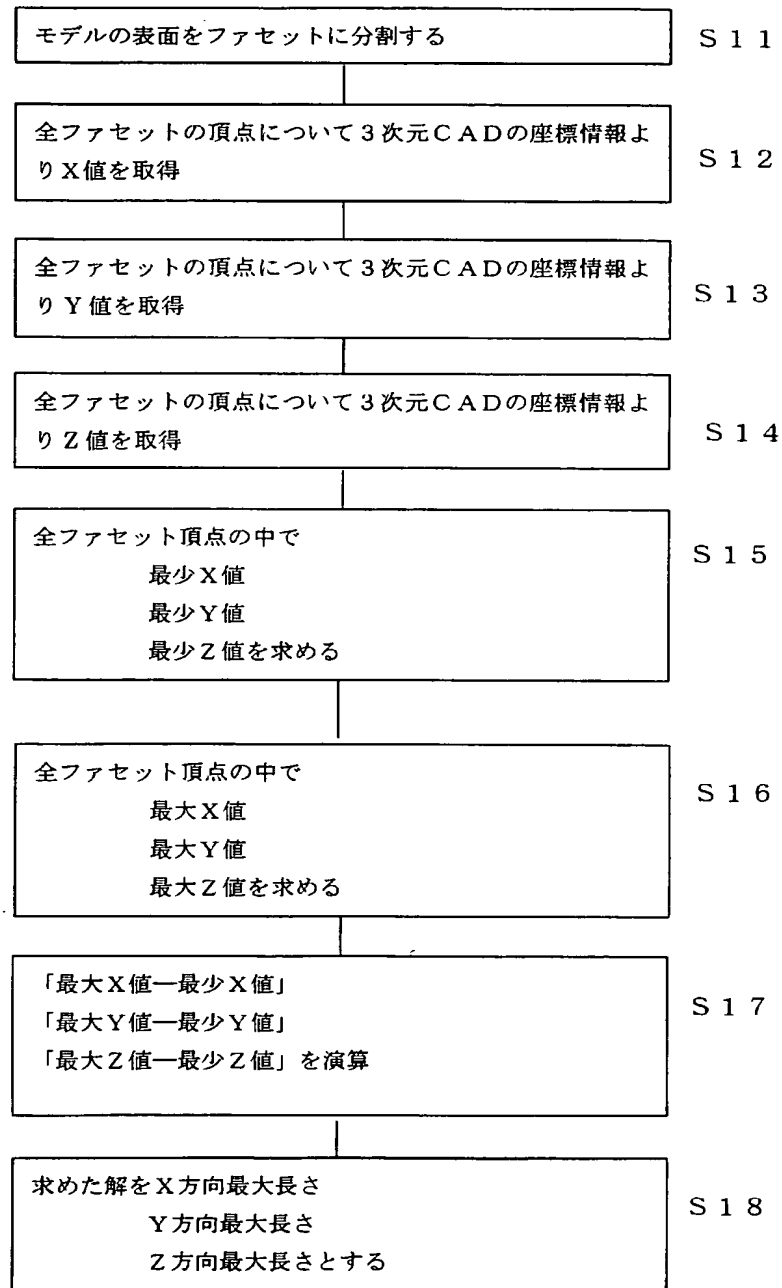 モデルの表面をファセットに分割する
S11
全ファセットの頂点について3次元CADの座標情報よ
りX値を取得
S12
全ファセットの頂点について3次元CADの座標情報よ
りY値を取得
S13
全ファセットの頂点について3次元CADの座標情報よ
りZ値を取得
S14
全ファセット頂点の中で
最少X値
最少Y値
最少Z値を求める
S15
全ファセット頂点の中で
最大X値
最大Y値
最大Z値を求める
S16
「最大X値―最少X値」
「最大Y値―最少Y値」
「最大Z値―最少Z値」を演算
S17
求めた解をX方向最大長さ
Y方向最大長さ
Z方向最大長さとする
S18